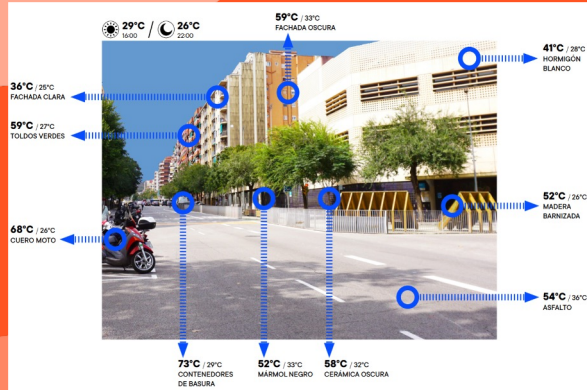 29°C / 26°C
16:00 22:00
59°C / 33°C
FACHADA OSCURA
41°C / 28°C
HORMIGÓN
BLANCO
36°C / 25°C
FACHADA CLARA
59°C / 27°C
TOLDOS VERDES
52°C / 26°C
MADERA
BARNIZADA
68°C / 26°C
CUERO MOTO
54°C / 36°C
ASFALTO
73°C / 29°C
CONTENEDORES
DE BASURA
52°C / 33°C
MÁRMOL NEGRO
58°C / 32°C
CERÁMICA OSCURA